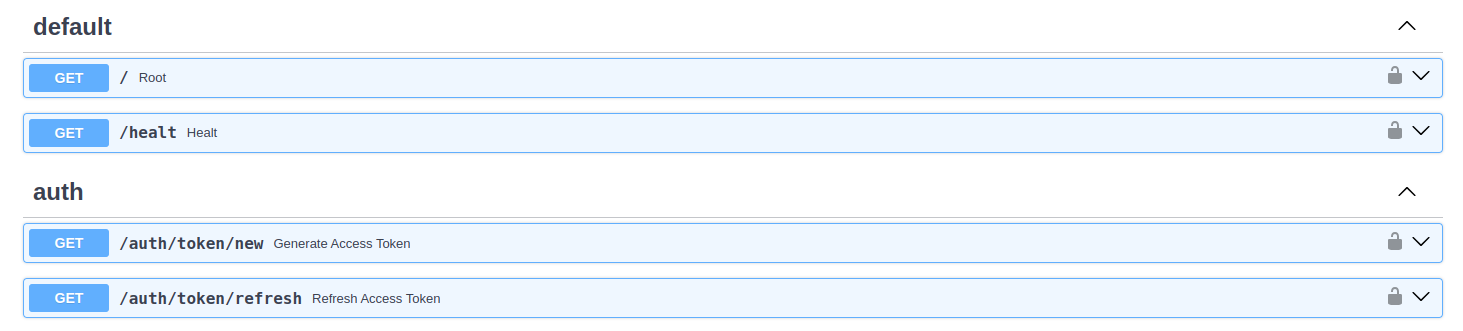 default
GET / Root
GET /healt Healt
auth
GET /auth/token/new Generate Access Token
GET /auth/token/refresh Refresh Access Token